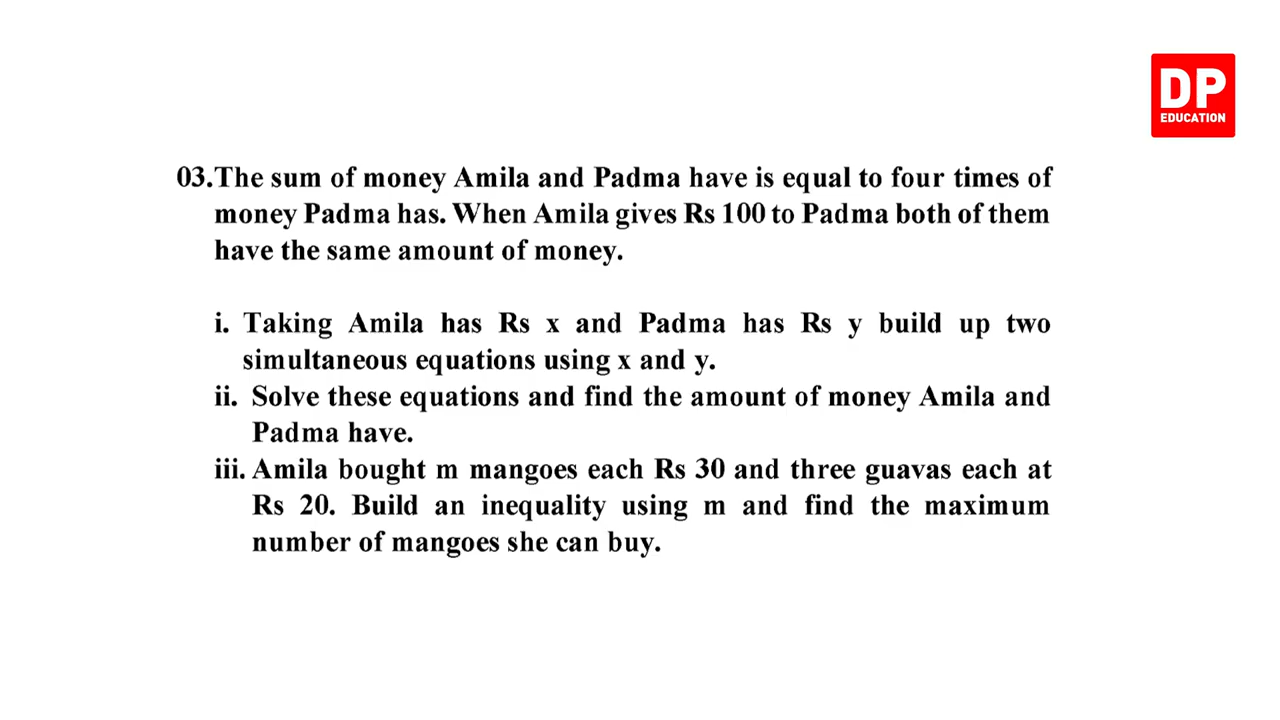 DP
EDUCATION
03.The sum of money Amila and Padma have is equal to four times of
money Padma has. When Amila gives Rs 100 to Padma both of them
have the same amount of money.
i. Taking Amila has Rs x and Padma has Rs y build up two
simultaneous equations using x and y.
ii. Solve these equations and find the amount of money Amila and
Padma have.
iii. Amila bought m mangoes each Rs 30 and three guavas each at
Rs 20. Build an inequality using m and find the maximum
number of mangoes she can buy.